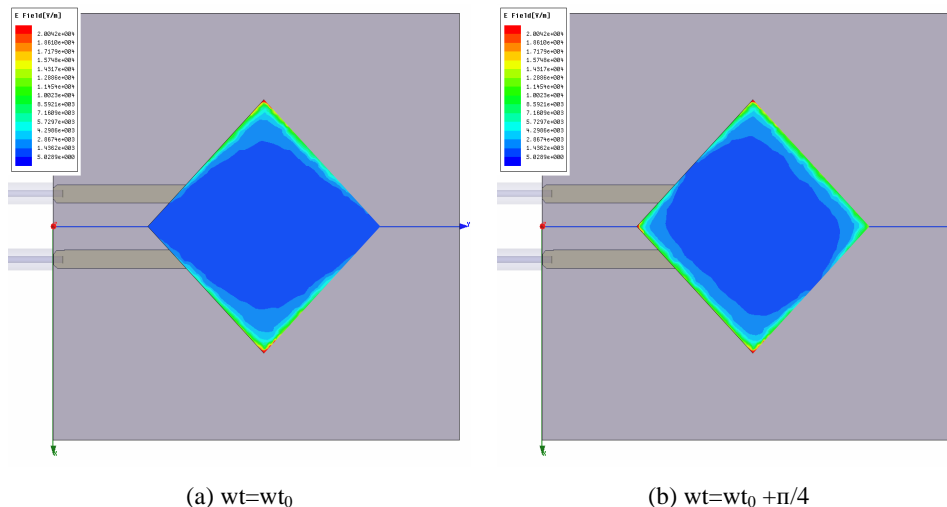 E Field[V/m]
2.0042e+004
1.8610e+004
1.7179e+004
1.5748e+004
1.4317e+004
1.2886e+004
1.1454e+004
1.0023e+004
8.5921e+003
7.1609e+003
5.7297e+003
4.2986e+003
2.8674e+003
1.4362e+003
5.0289e+000
Y
X
E Field[V/m]
2.0042e+004
1.8610e+004
1.7179e+004
1.5748e+004
1.4317e+004
1.2886e+004
1.1454e+004
1.0023e+004
8.5921e+003
7.1609e+003
5.7297e+003
4.2986e+003
2.8674e+003
1.4362e+003
5.0289e+000
(a) wt=wt₀
(b) wt=wt₀ +π/4